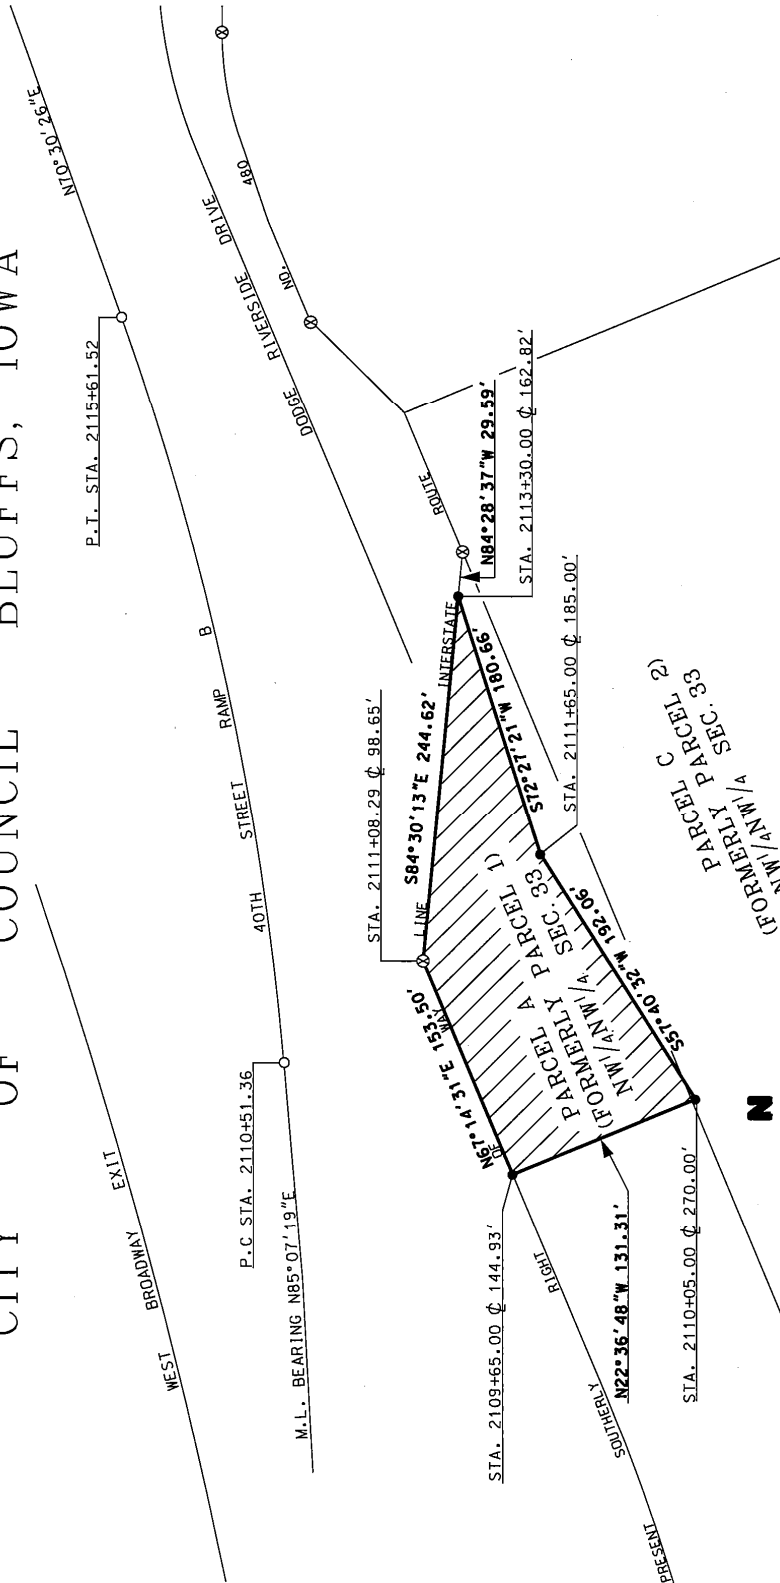 CITY OF COUNCIL BLUFFS, IOWA
N70°30'26"E
P.T. STA. 2115+61.52
WEST BROADWAY EXIT
P.C STA. 2110+51.36
M.L. BEARING N85°07'19"E
40TH STREET RAMP B
DODGE RIVERSIDE DRIVE
STA. 2111+08.29 ℄ 98.65'
S84°30'13"E 244.62'
N67°14'31"E 153.50'
PRESENT SOUTHERLY RIGHT OF WAY LINE INTERSTATE ROUTE NO. 480
N84°28'37"W 29.59'
STA. 2113+30.00 ℄ 162.82'
STA. 2109+65.00 ℄ 144.93'
S72°27'21"W 180.66'
STA. 2111+65.00 ℄ 185.00'
PARCEL A
(FORMERLY PARCEL 1)
NW1/4NW1/4 SEC. 33
S57°40'32"W 192.06'
N22°36'48"W 131.31'
STA. 2110+05.00 ℄ 270.00'
PARCEL C
(FORMERLY PARCEL 2)
NW1/4NW1/4 SEC. 33
N